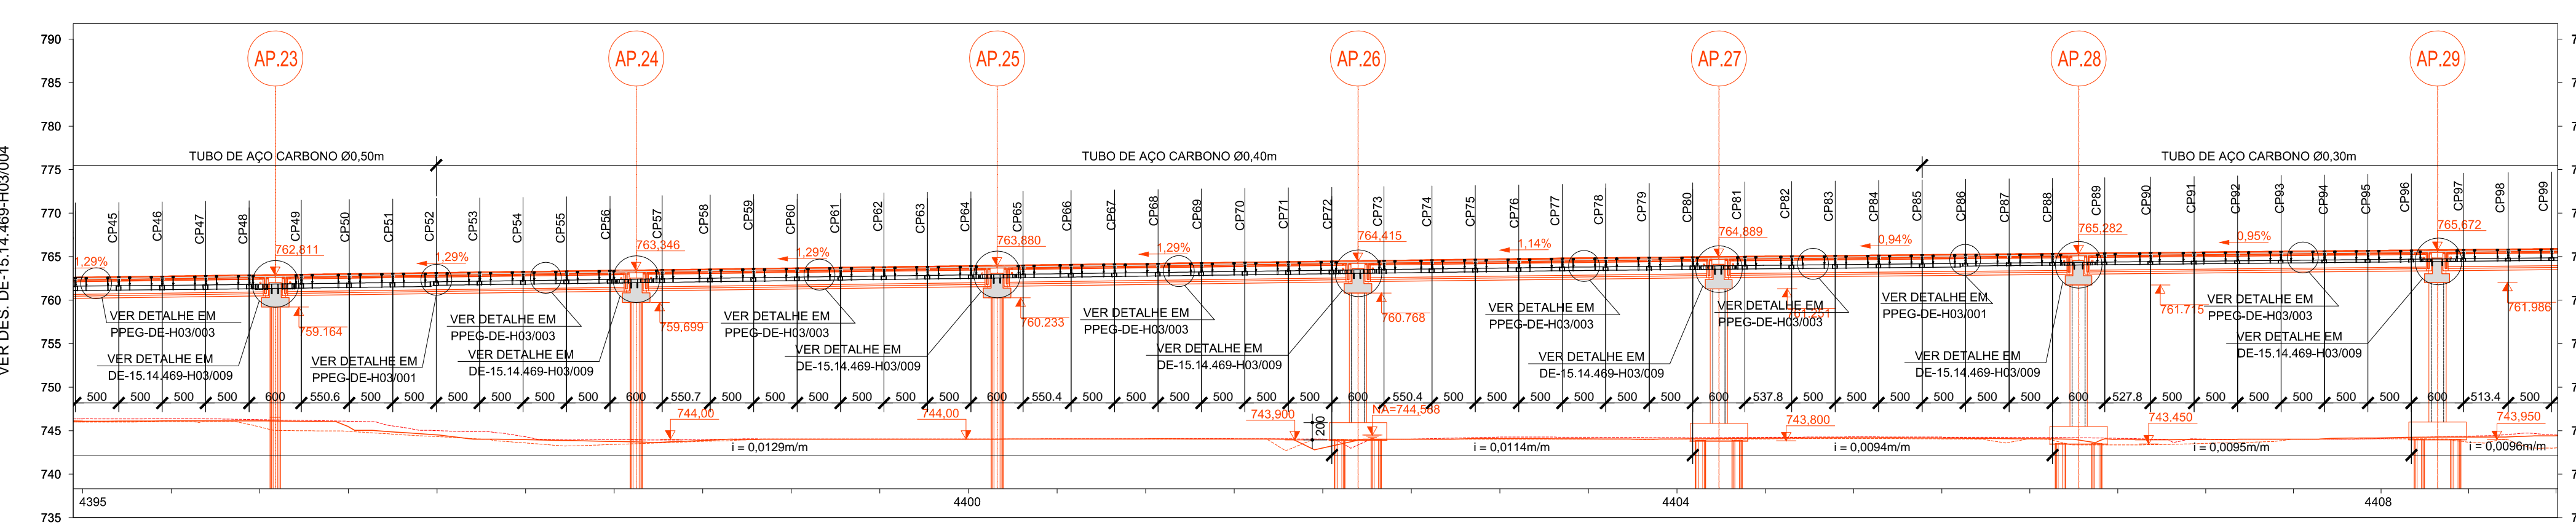 790
785
780
775
770
765
760
755
750
745
740
735
VER DES. DE-15.14.469-H03/004
AP.23
AP.24
AP.25
AP.26
AP.27
AP.28
AP.29
TUBO DE AÇO CARBONO Ø0,50m
TUBO DE AÇO CARBONO Ø0,40m
TUBO DE AÇO CARBONO Ø0,30m
CP45
CP46
CP47
CP48
CP49
CP50
CP51
CP52
CP53
CP54
CP55
CP56
CP57
CP58
CP59
CP60
CP61
CP62
CP63
CP64
CP65
CP66
CP67
CP68
CP69
CP70
CP71
CP72
CP73
CP74
CP75
CP76
CP77
CP78
CP79
CP80
CP81
CP82
CP83
CP84
CP85
CP86
CP87
CP88
CP89
CP90
CP91
CP92
CP93
CP94
CP95
CP96
CP97
CP98
CP99
1,29%
762,811
1,29%
763,346
1,29%
763,880
1,29%
764,415
1,14%
764,889
0,94%
765,282
0,95%
765,672
759.164
759,699
760.233
760.768
761.251
761.715
761.986
VER DETALHE EM
PPEG-DE-H03/003
VER DETALHE EM
DE-15.14.469-H03/009
VER DETALHE EM
PPEG-DE-H03/001
VER DETALHE EM
PPEG-DE-H03/003
VER DETALHE EM
DE-15.14.469-H03/009
VER DETALHE EM
PPEG-DE-H03/003
VER DETALHE EM
DE-15.14.469-H03/009
VER DETALHE EM
PPEG-DE-H03/003
VER DETALHE EM
DE-15.14.469-H03/009
VER DETALHE EM
PPEG-DE-H03/003
VER DETALHE EM
DE-15.14.469-H03/009
VER DETALHE EM
PPEG-DE-H03/003
VER DETALHE EM
PPEG-DE-H03/001
VER DETALHE EM
DE-15.14.469-H03/009
VER DETALHE EM
PPEG-DE-H03/003
VER DETALHE EM
DE-15.14.469-H03/009
500 500 500 500 600 550.6 500 500 500 500 500 500 600 550.7 500 500 500 500 500 500 600 550.4 500 500 500 500 500 500 600 550.4 500 500 500 500 500 500 600 537.8 500 500 500 500 500 500 600 527.8 500 500 500 500 500 500 600 513.4 500
744,00
744,00
743,900
200
NA=744,568
743,800
743,450
743,950
i = 0,0129m/m
i = 0,0114m/m
i = 0,0094m/m
i = 0,0095m/m
i = 0,0096m/m
4395
4400
4404
4408